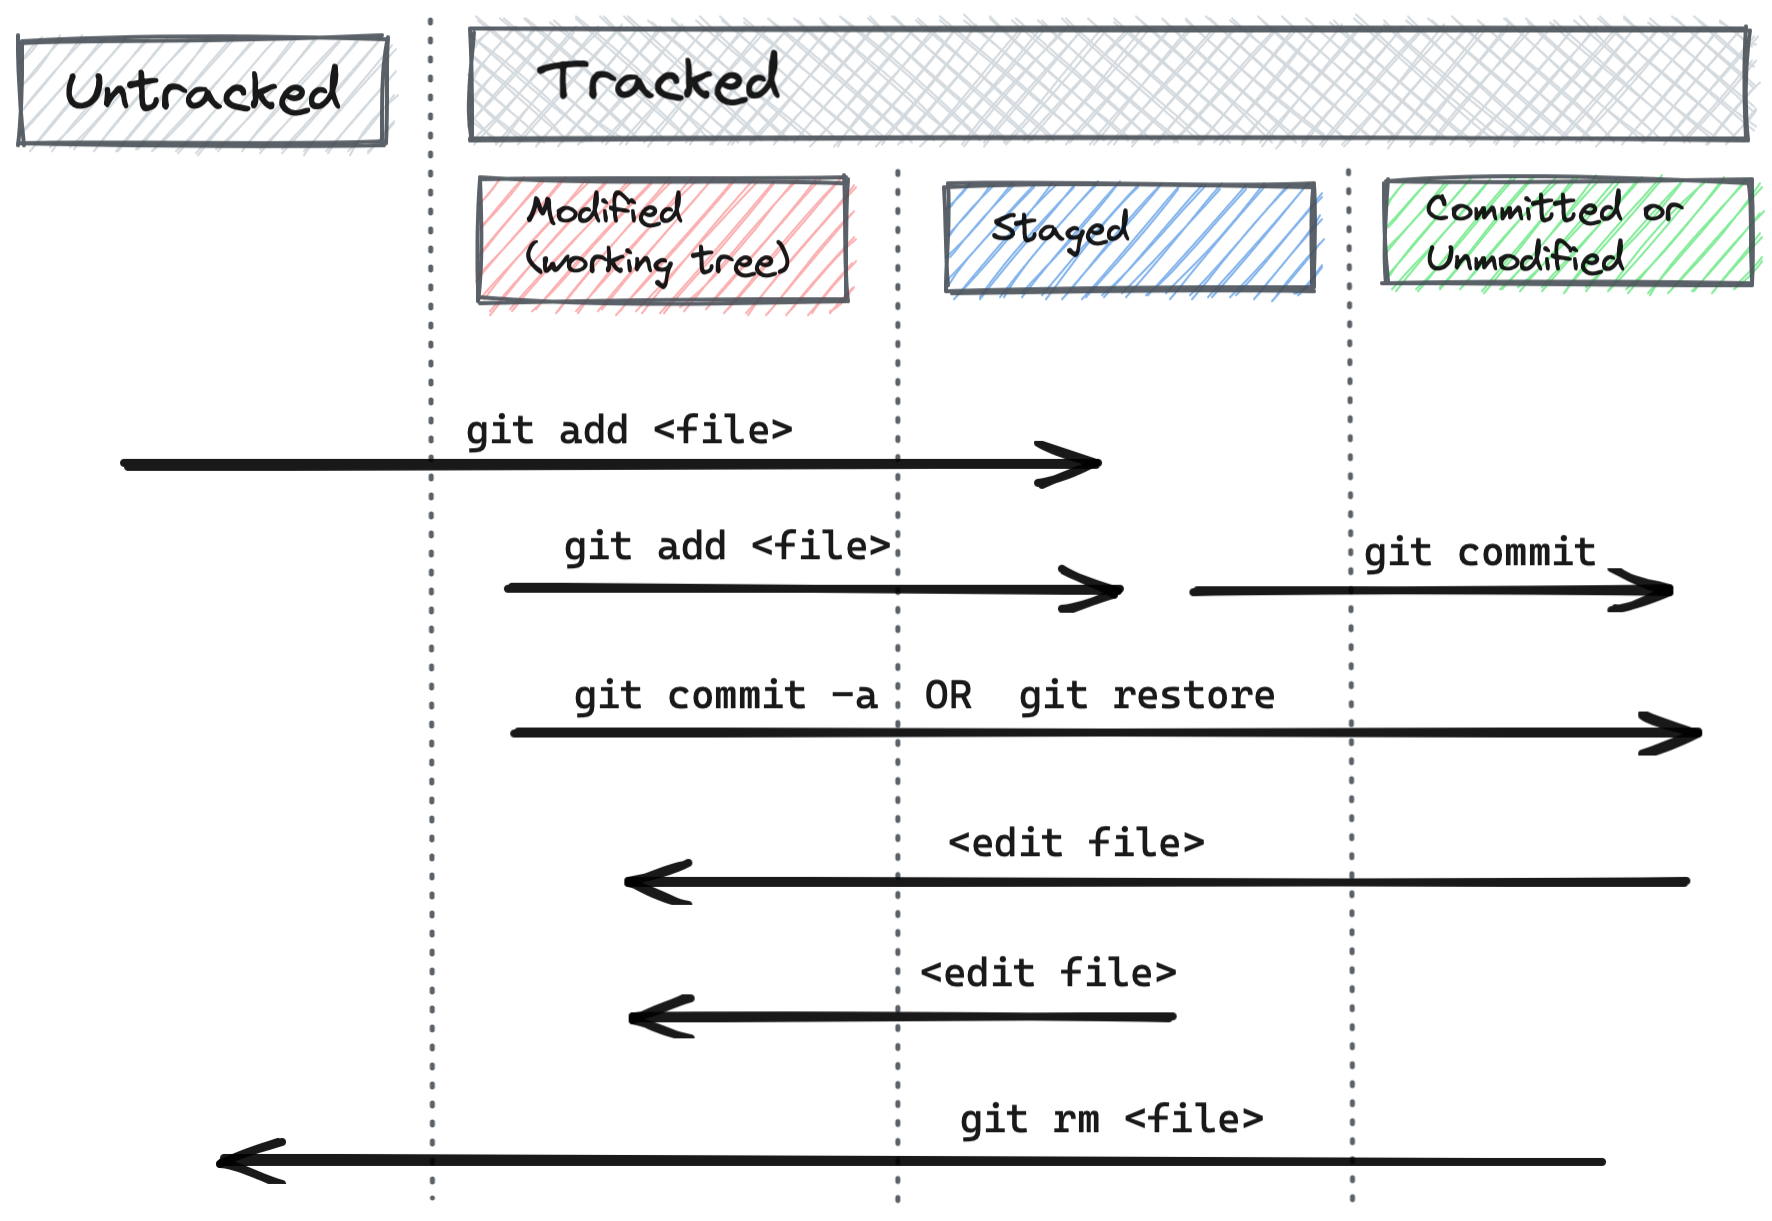 Untracked
Tracked
Modified
(working tree)
Staged
Committed or
Unmodified
git add <file>
git add <file>
git commit
git commit -a OR git restore
<edit file>
<edit file>
git rm <file>